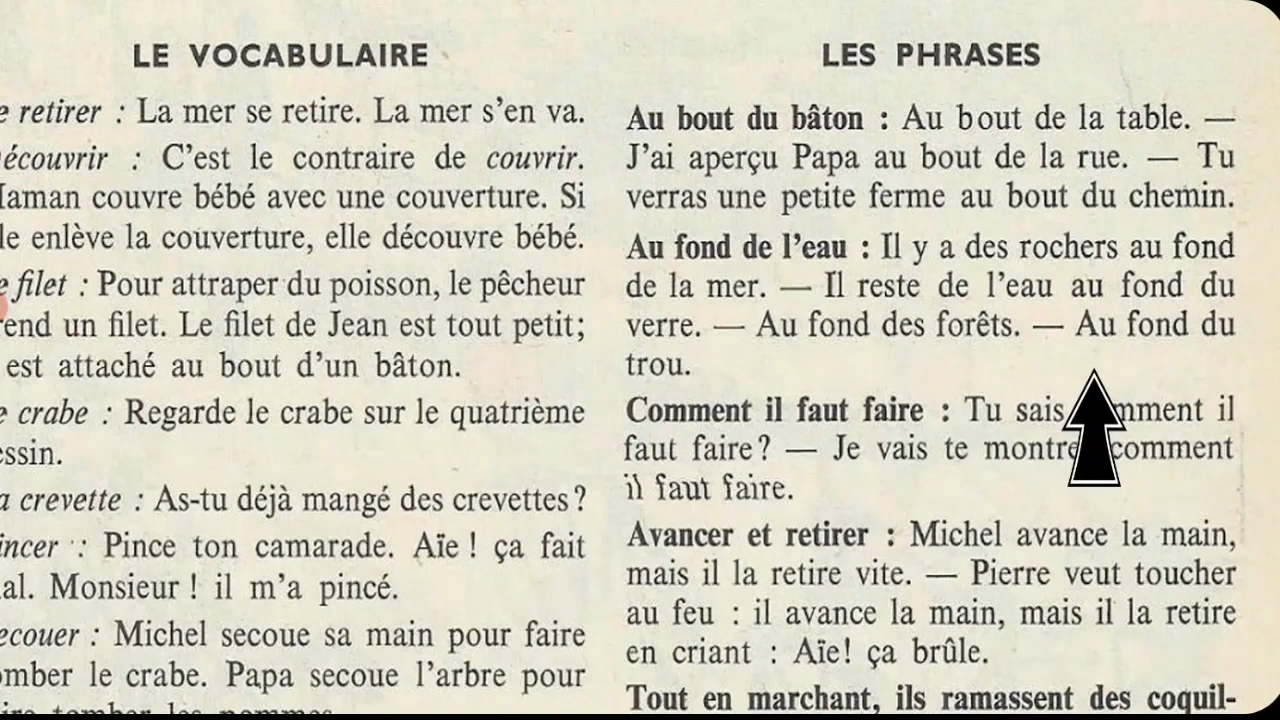 LE VOCABULAIRE
retirer : La mer se retire. La mer s'en va.
écouvrir : C'est le contraire de couvrir.
aman couvre bébé avec une couverture. Si
le enlève la couverture, elle découvre bébé.
filet : Pour attraper du poisson, le pêcheur
rend un filet. Le filet de Jean est tout petit;
est attaché au bout d'un bâton.
crabe : Regarde le crabe sur le quatrième
essin.
a crevette : As-tu déjà mangé des crevettes?
incer : Pince ton camarade. Aïe ! ça fait
al. Monsieur ! il m'a pincé.
ecouer : Michel secoue sa main pour faire
omber le crabe. Papa secoue l'arbre pour
LES PHRASES
Au bout du bâton : Au bout de la table. —
J'ai aperçu Papa au bout de la rue. — Tu
verras une petite ferme au bout du chemin.
Au fond de l'eau : Il y a des rochers au fond
de la mer. — Il reste de l'eau au fond du
verre. — Au fond des forêts. — Au fond du
trou.
Comment il faut faire : Tu sais mment il
faut faire? — Je vais te montre comment
il faut faire.
Avancer et retirer : Michel avance la main,
mais il la retire vite. — Pierre veut toucher
au feu : il avance la main, mais il la retire
en criant : Aïe! ça brûle.
Tout en marchant, ils ramassent des coquil-